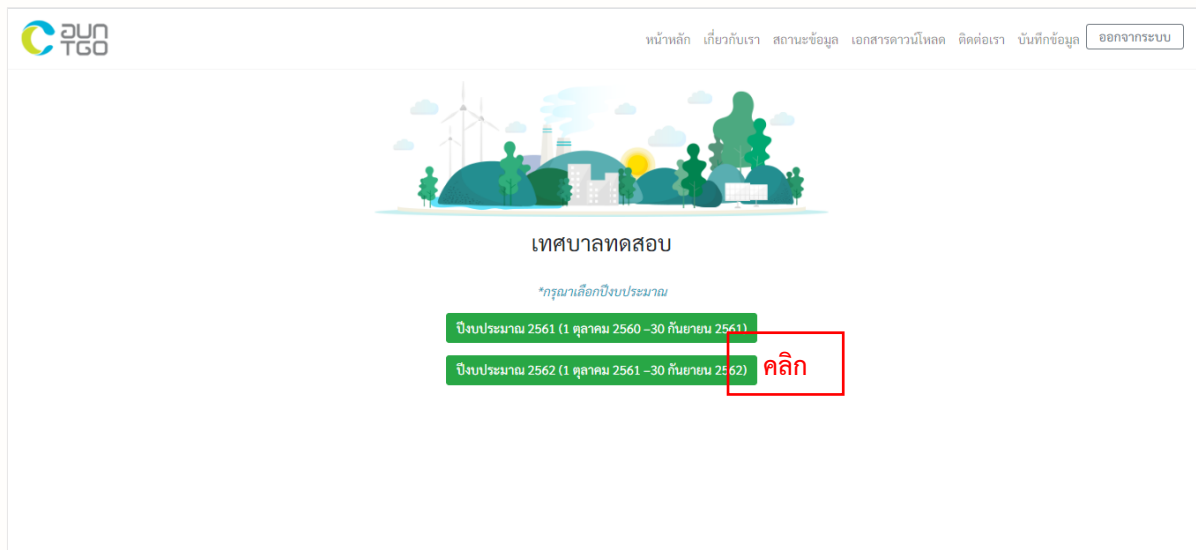 อบก
TGO
หน้าหลัก เกี่ยวกับเรา สถานะข้อมูล เอกสารดาวน์โหลด ติดต่อเรา บันทึกข้อมูล ออกจากระบบ
เทศบาลทดสอบ
*กรุณาเลือกปีงบประมาณ
ปีงบประมาณ 2561 (1 ตุลาคม 2560 –30 กันยายน 2561)
ปีงบประมาณ 2562 (1 ตุลาคม 2561 –30 กันยายน 2562)
คลิก